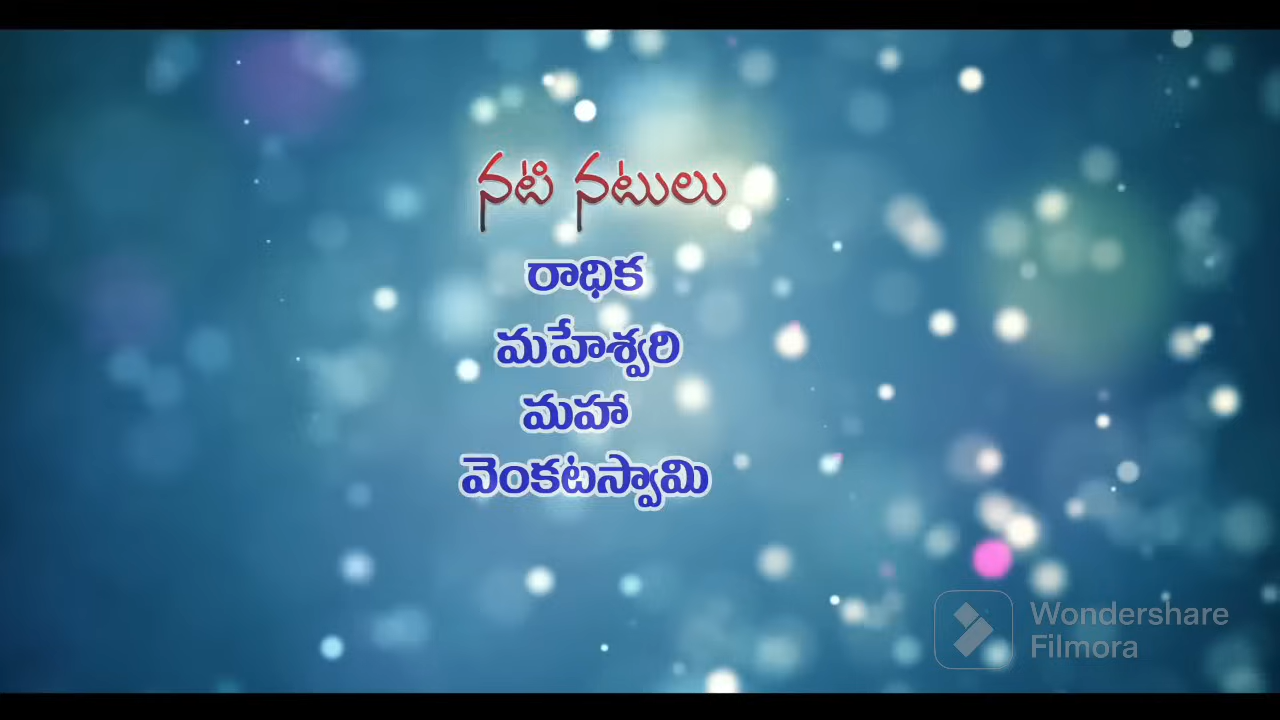 నటి నటులు
రాధిక
మహేశ్వరి
మహా
వెంకటస్వామి
Wondershare
Filmora